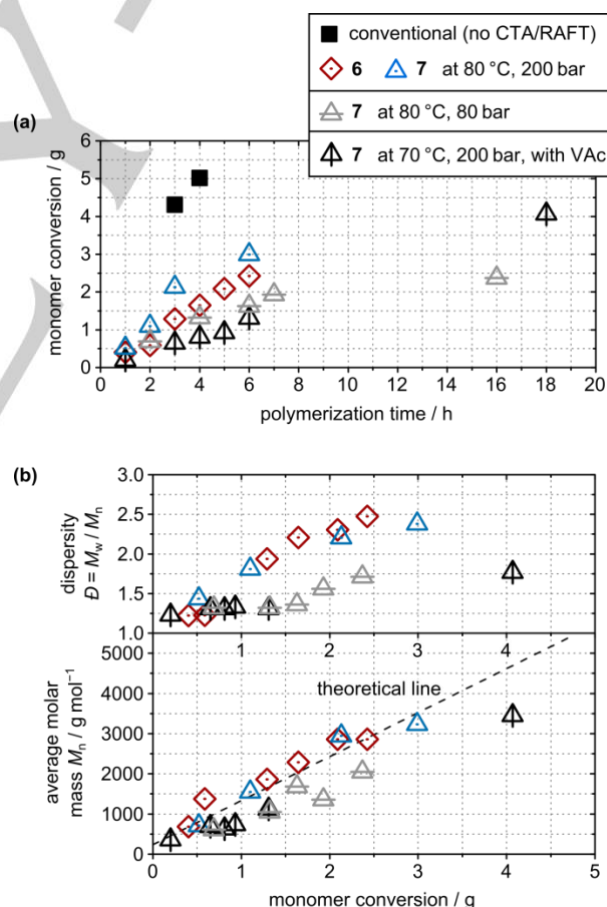 conventional (no CTA/RAFT)
6 7 at 80 °C, 200 bar
7 at 80 °C, 80 bar
7 at 70 °C, 200 bar, with VAc
(a)
6
5
4
3
2
1
0
monomer conversion / g
0 2 4 6 8 10 12 14 16 18 20
polymerization time / h
(b)
3.0
2.5
2.0
1.5
1.0
dispersity
Đ = Mw / Mn
1 2 3 4
theoretical line
5000
4000
3000
2000
1000
0
average molar
mass Mn / g mol⁻¹
0 1 2 3 4 5
monomer conversion / g